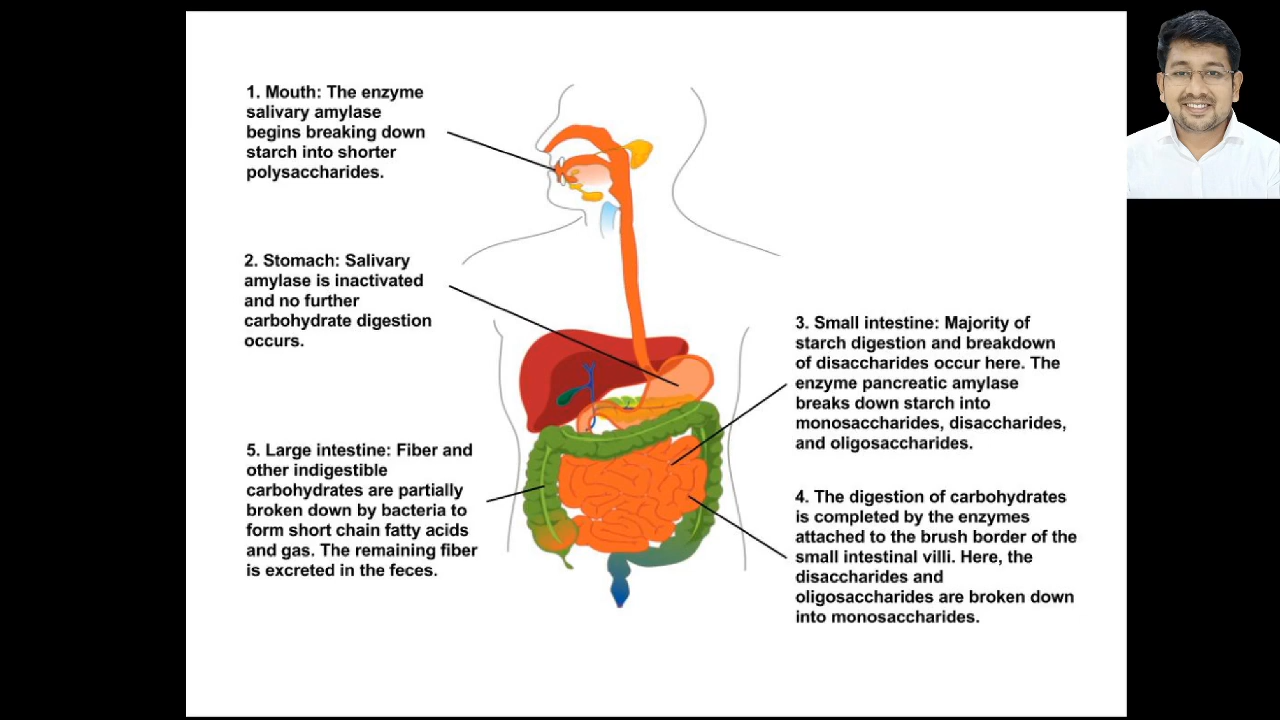 1. Mouth: The enzyme
salivary amylase
begins breaking down
starch into shorter
polysaccharides.
2. Stomach: Salivary
amylase is inactivated
and no further
carbohydrate digestion
occurs.
3. Small intestine: Majority of
starch digestion and breakdown
of disaccharides occur here. The
enzyme pancreatic amylase
breaks down starch into
monosaccharides, disaccharides,
and oligosaccharides.
4. The digestion of carbohydrates
is completed by the enzymes
attached to the brush border of the
small intestinal villi. Here, the
disaccharides and
oligosaccharides are broken down
into monosaccharides.
5. Large intestine: Fiber and
other indigestible
carbohydrates are partially
broken down by bacteria to
form short chain fatty acids
and gas. The remaining fiber
is excreted in the feces.